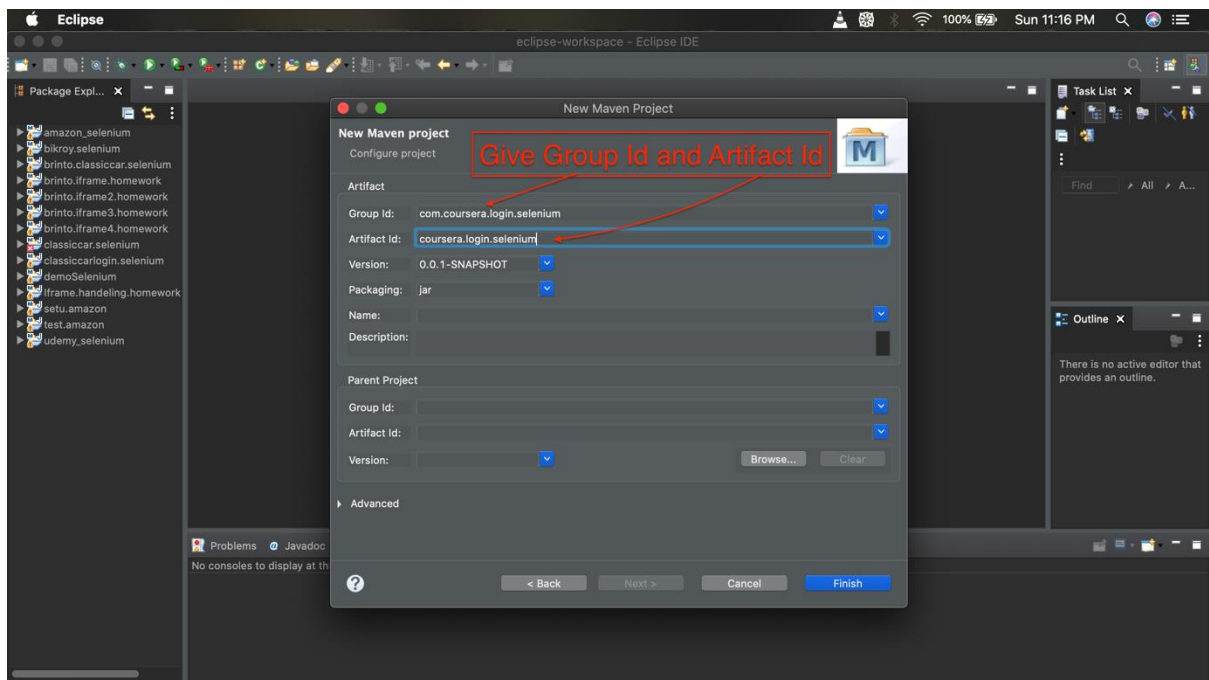 Eclipse
100%
Sun 11:16 PM
eclipse-workspace - Eclipse IDE
Package Expl...
amazon_selenium
bikroy.selenium
brinto.classiccar.selenium
brinto.iframe.homework
brinto.iframe2.homework
brinto.iframe3.homework
brinto.iframe4.homework
classiccar.selenium
classiccarlogin.selenium
demoSelenium
Iframe.handeling.homework
setu.amazon
test.amazon
udemy_selenium
New Maven Project
New Maven project
Configure project
Give Group Id and Artifact Id
M
Artifact
Group Id: com.coursera.login.selenium
Artifact Id: coursera.login.selenium
Version: 0.0.1-SNAPSHOT
Packaging: jar
Name:
Description:
Parent Project
Group Id:
Artifact Id:
Version:
Browse... Clear
Advanced
? < Back Next > Cancel Finish
Problems @ Javadoc
No consoles to display at th
Task List
Find All A...
Outline
There is no active editor that
provides an outline.